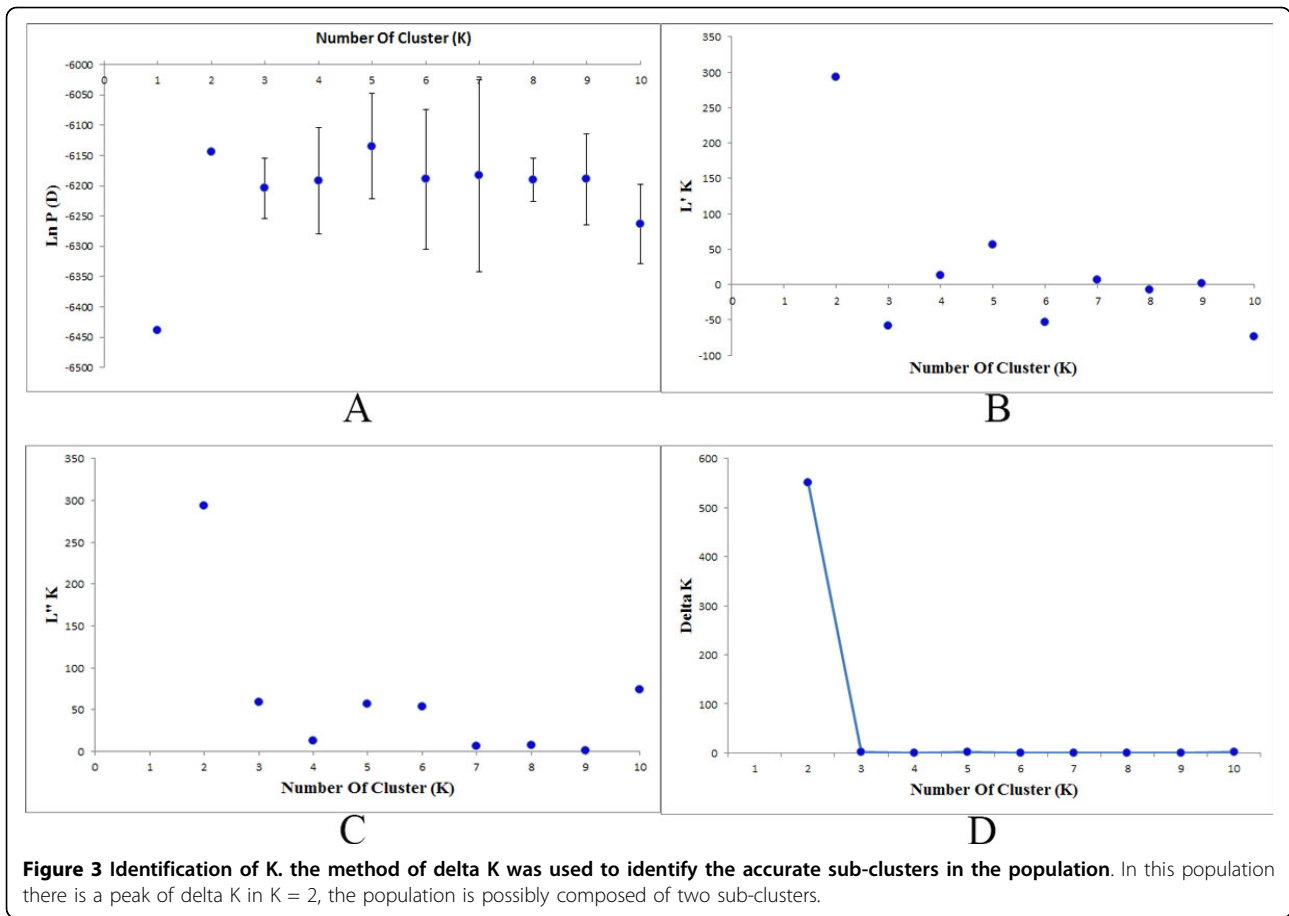 Number Of Cluster (K)
0 1 2 3 4 5 6 7 8 9 10
-6000
-6050
-6100
-6150
-6200
-6250
-6300
-6350
-6400
-6450
-6500
Ln P (D)
A
350
300
250
200
150
100
50
0
-50
-100
L' K
0 1 2 3 4 5 6 7 8 9 10
Number Of Cluster (K)
B
350
300
250
200
150
100
50
0
L" K
0 1 2 3 4 5 6 7 8 9 10
Number Of Cluster (K)
C
600
500
400
300
200
100
0
Delta K
1 2 3 4 5 6 7 8 9 10
Number Of Cluster (K)
D
Figure 3 Identification of K. the method of delta K was used to identify the accurate sub-clusters in the population. In this population
there is a peak of delta K in K = 2, the population is possibly composed of two sub-clusters.